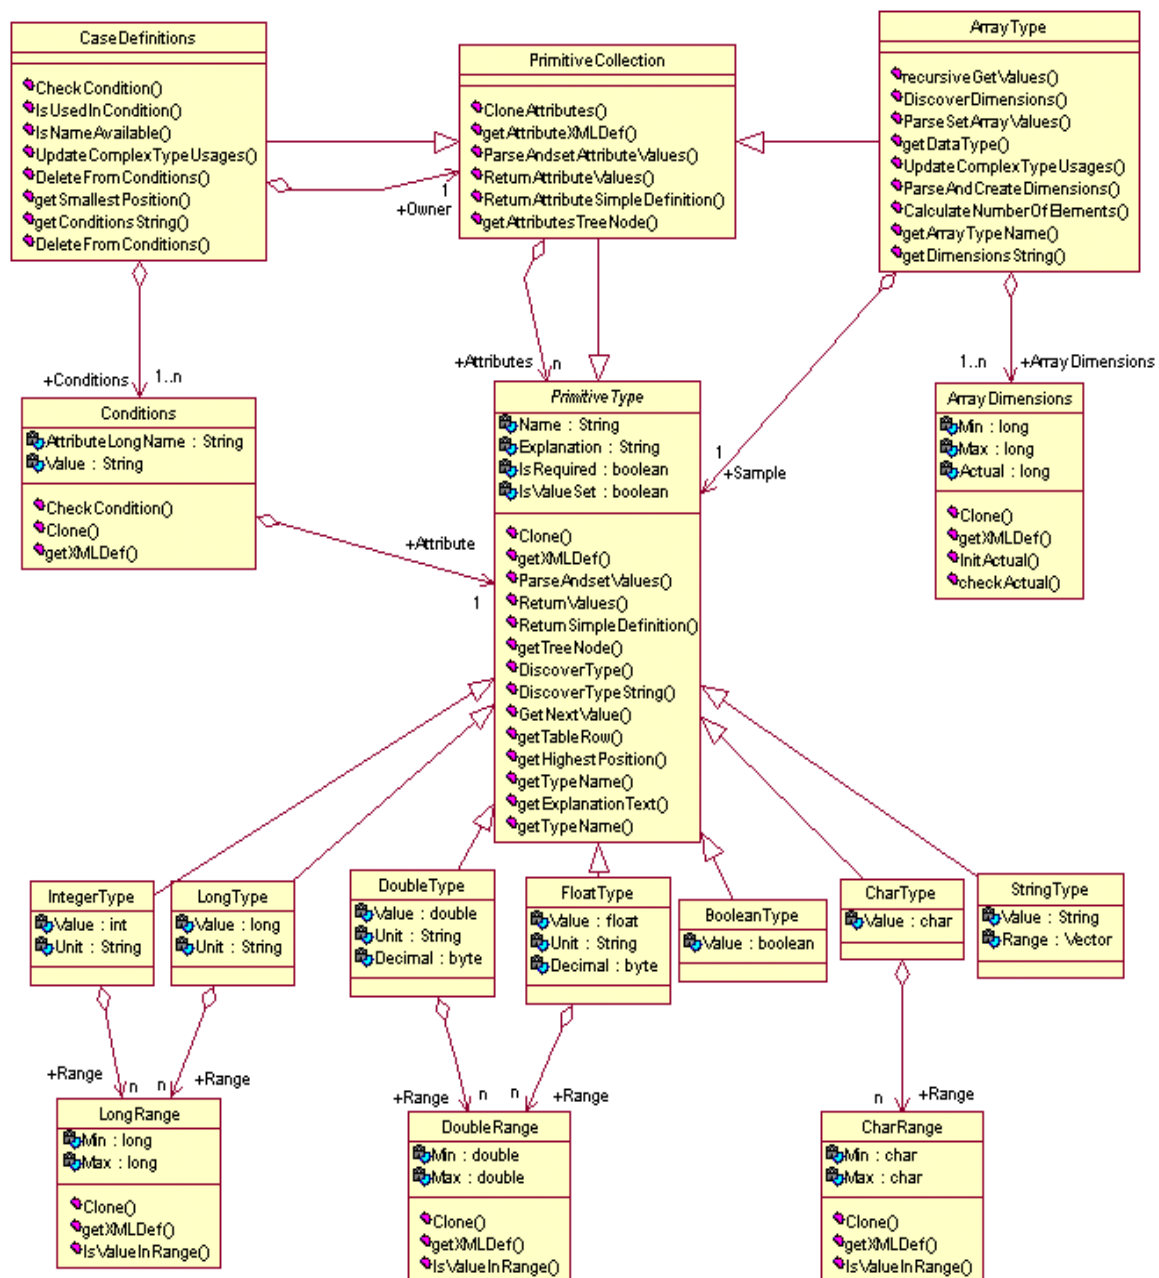 CaseDefinitions
CheckCondition()
IsUsedInCondition()
IsNameAvailable()
UpdateComplexTypeUsages()
DeleteFromConditions()
getSmallestPosition()
getConditionsString()
DeleteFromConditions()
PrimitiveCollection
CloneAttributes()
getAttributeXMLDef()
ParseAndsetAttributeValues()
ReturnAttributeValues()
ReturnAttributeSimpleDefinition()
getAttributesTreeNode()
ArrayType
recursiveGetValues()
DiscoverDimensions()
ParseSetArrayValues()
getDataType()
UpdateComplexTypeUsages()
ParseAndCreateDimensions()
CalculateNumberOfElements()
getArrayTypeName()
getDimensionsString()
1
+Owner
+Conditions
1..n
+Attributes
n
1
+Sample
1..n
+ArrayDimensions
Conditions
AttributeLongName : String
Value : String
CheckCondition()
Clone()
getXMLDef()
+Attribute
1
PrimitiveType
Name : String
Explanation : String
IsRequired : boolean
IsValueSet : boolean
Clone()
getXMLDef()
ParseAndsetValues()
ReturnValues()
ReturnSimpleDefinition()
getTreeNode()
DiscoverType()
DiscoverTypeString()
GetNextValue()
getTableRow()
getHighestPosition()
getTypeName()
getExplanationText()
getTypeName()
ArrayDimensions
Min : long
Max : long
Actual : long
Clone()
getXMLDef()
InitActual()
checkActual()
IntegerType
Value : int
Unit : String
LongType
Value : long
Unit : String
DoubleType
Value : double
Unit : String
Decimal : byte
FloatType
Value : float
Unit : String
Decimal : byte
BooleanType
Value : boolean
CharType
Value : char
StringType
Value : String
Range : Vector
+Range
n
n
+Range
+Range
n
n
+Range
n
+Range
LongRange
Min : long
Max : long
Clone()
getXMLDef()
IsValueInRange()
DoubleRange
Min : double
Max : double
Clone()
getXMLDef()
IsValueInRange()
CharRange
Min : char
Max : char
Clone()
getXMLDef()
IsValueInRange()